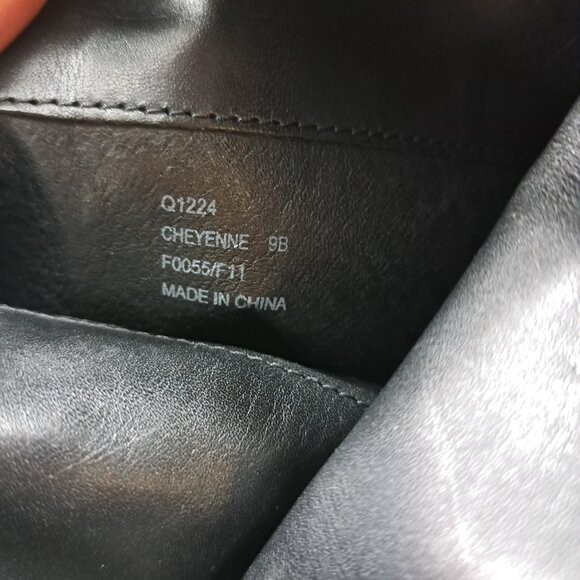 Q1224
CHEYENNE 9B
F0055/F11
MADE IN CHINA